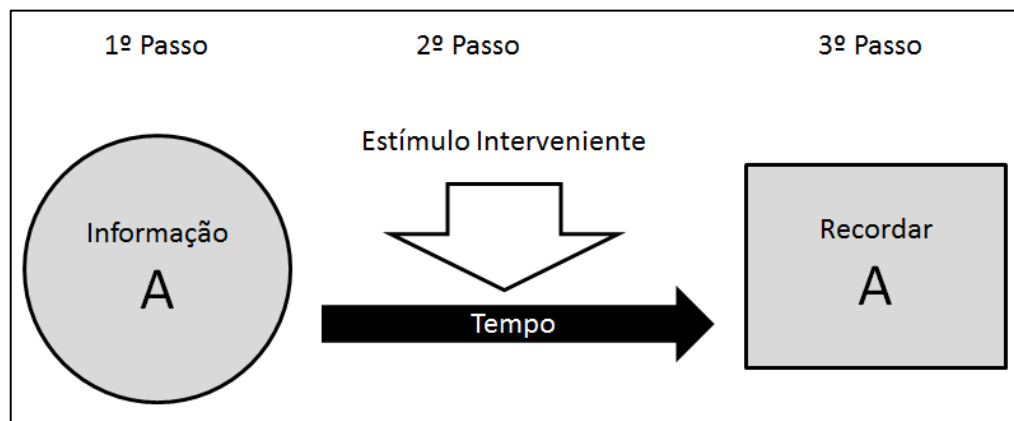 1º Passo
2º Passo
3º Passo
Estímulo Interveniente
Informação
A
Tempo
Recordar
A